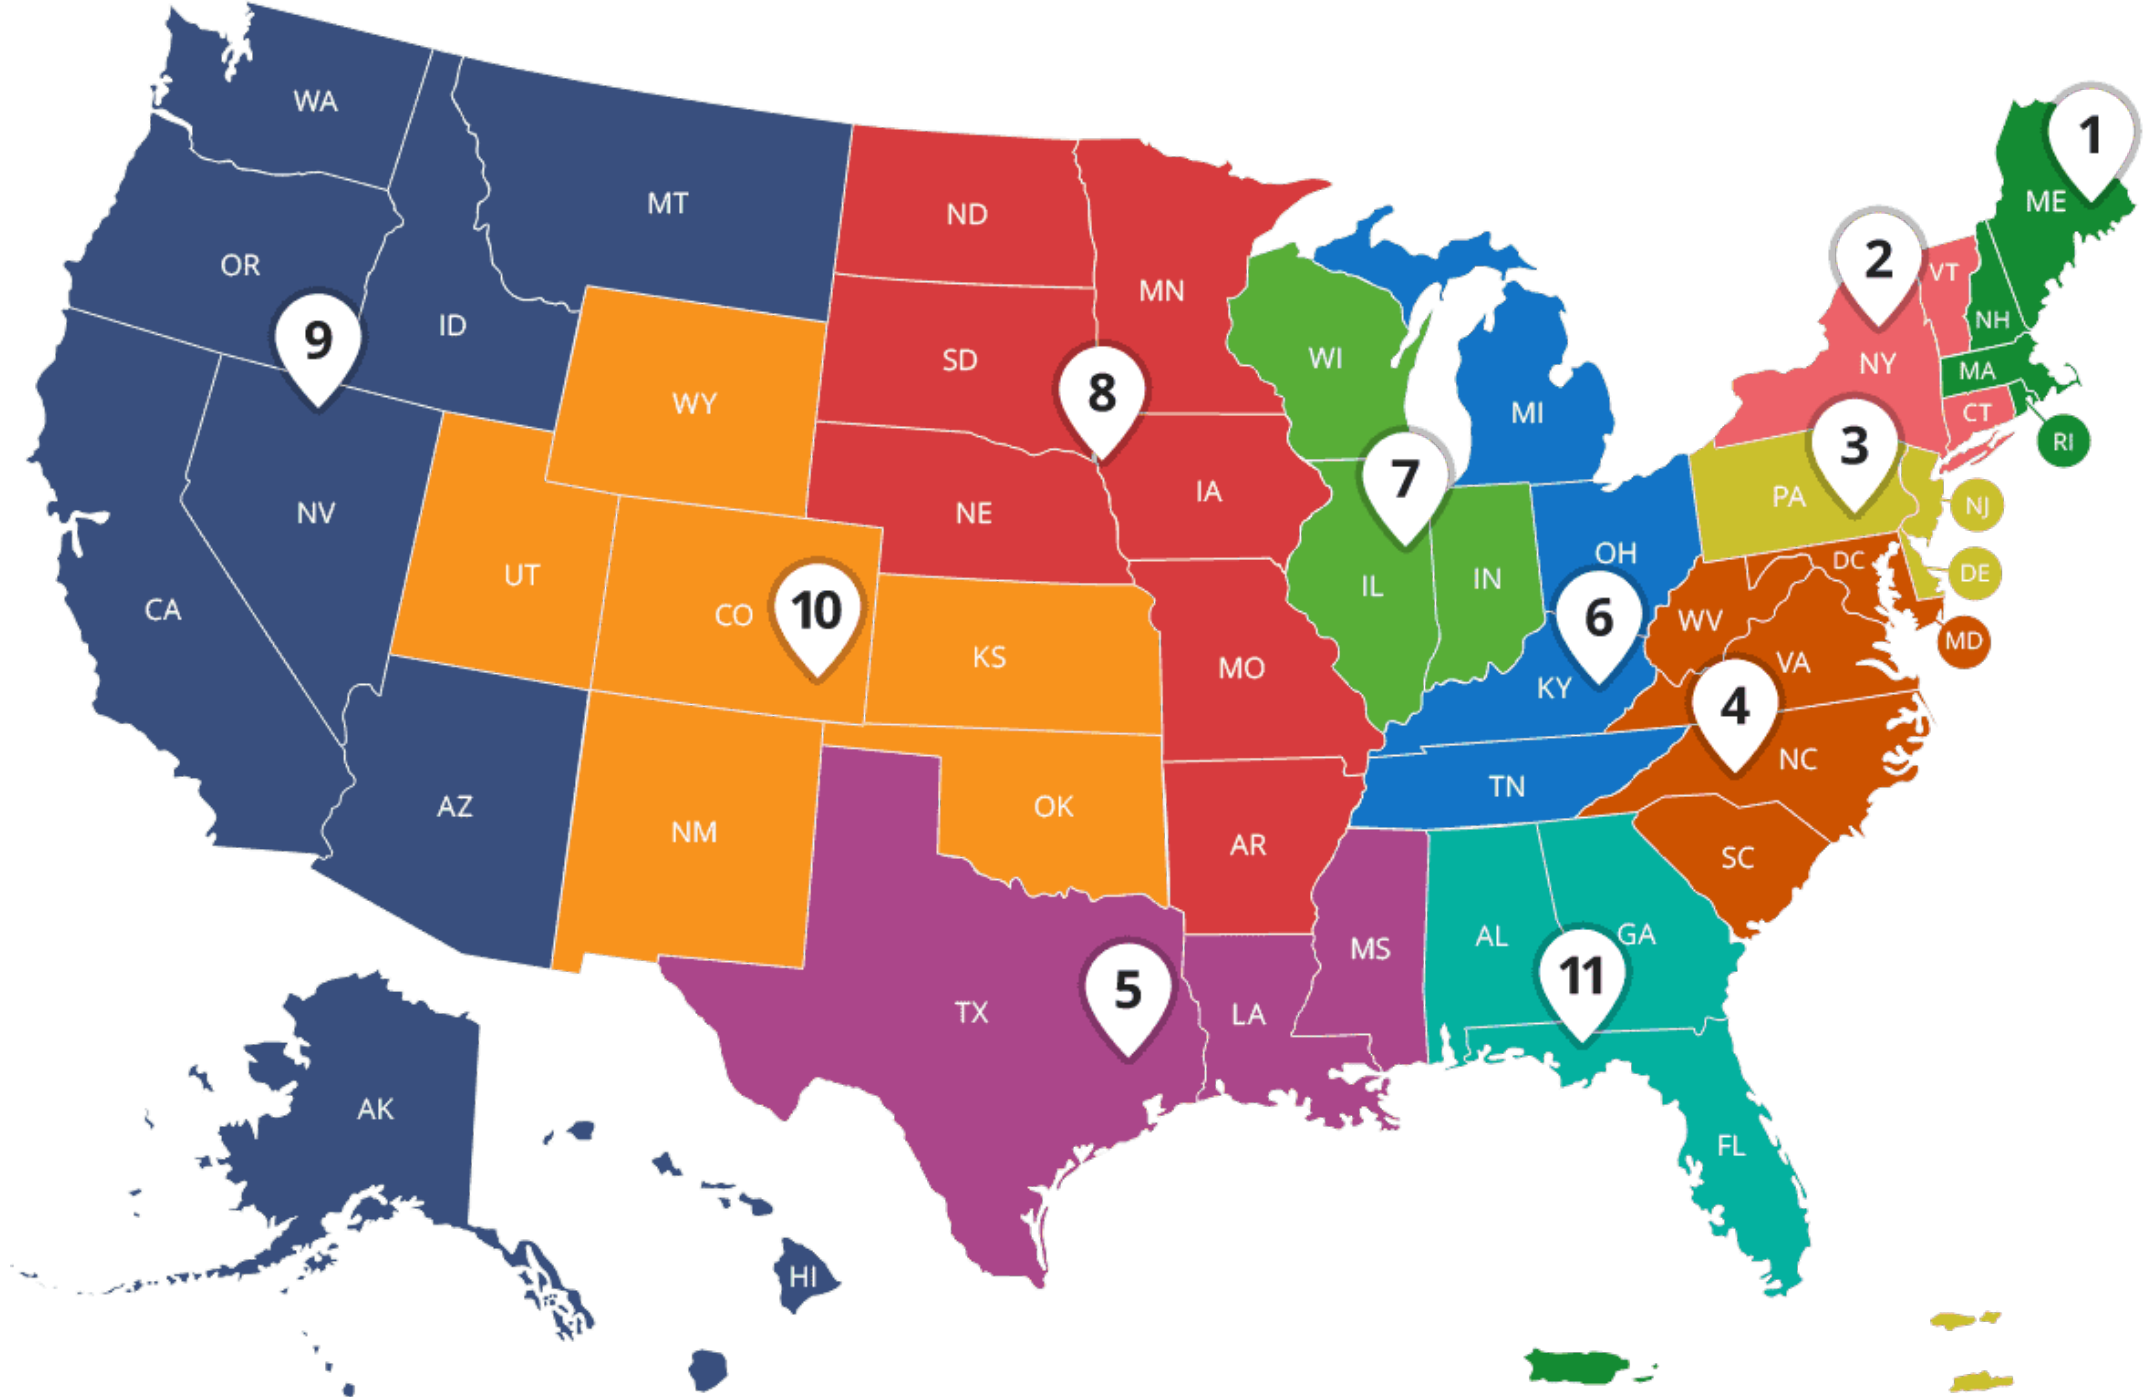 WA
MT
ND
MN
OR
ID
SD
WI
MI
WY
NE
IA
NV
UT
CO
CA
KS
MO
IL
IN
OH
KY
TN
WV
VA
DC
MD
PA
NJ
DE
NY
VT
NH
ME
MA
CT
RI
NC
SC
AZ
NM
OK
AR
TX
LA
MS
AL
GA
FL
AK
HI
1
2
3
4
5
6
7
8
9
10
11